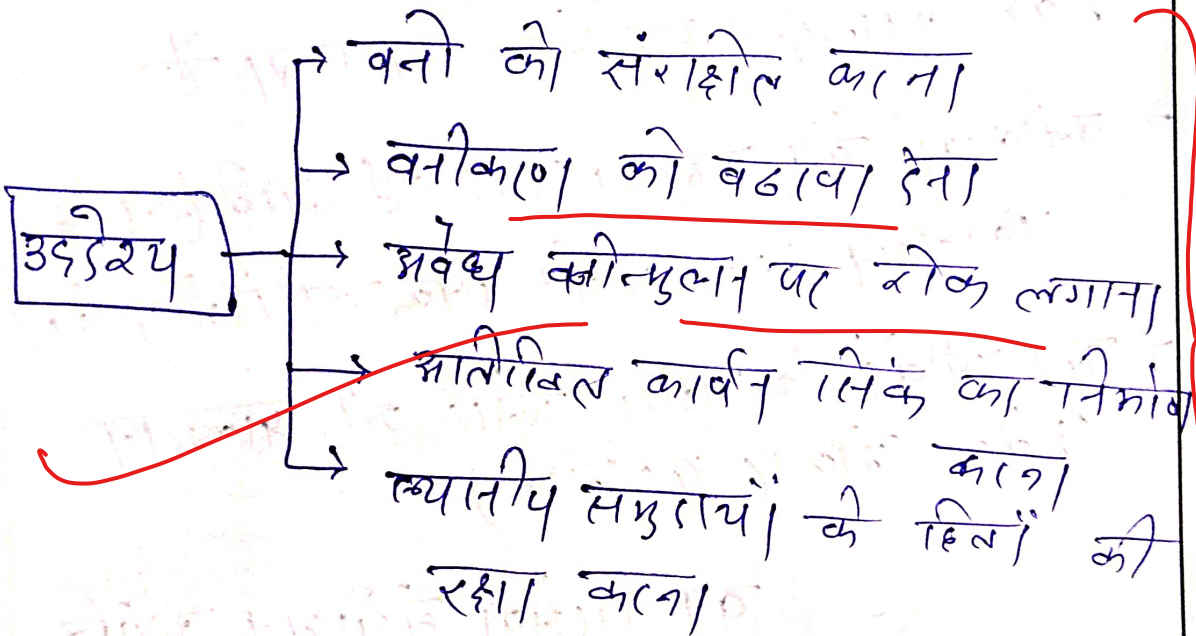 वनो को संरक्षित करना
वनीकरण को बढावा देना
उद्देश्य
अवैध वनोन्मुलन पर रोक लगाना
अतिरिक्त कार्बन सिंक का निर्माण
करना
स्थानीय समुदायों के हितों की
रक्षा करना